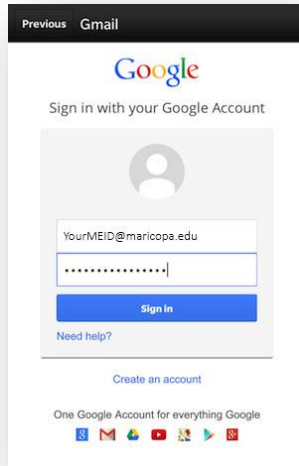 Previous Gmail
Google
Sign in with your Google Account
YourMEID@maricopa.edu
••••••••••••••••
Sign in
Need help?
Create an account
One Google Account for everything Google